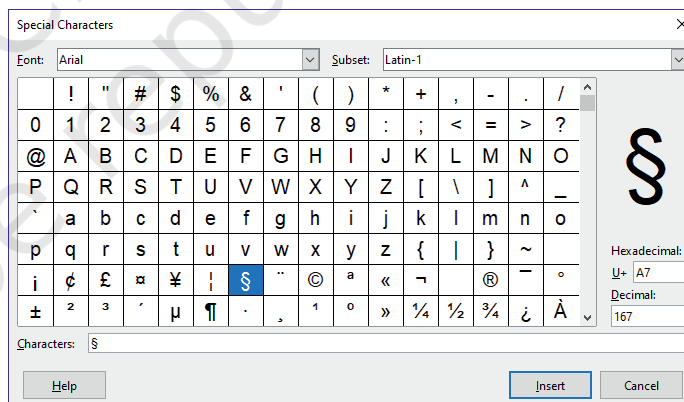 Special Characters
Font: Arial Subset: Latin-1
! " # $ % & ' ( ) * + , - . /
0 1 2 3 4 5 6 7 8 9 : ; < = > ?
@ A B C D E F G H I J K L M N O
P Q R S T U V W X Y Z [ \ ] ^ _
` a b c d e f g h i j k l m n o
p q r s t u v w x y z { | } ~
¡ ¢ £ ¤ ¥ ¦ § ¨ © ª « ¬ ® ¯ °
± ² ³ ´ µ ¶ · ¸ ¹ º » ¼ ½ ¾ ¿ À
§
Hexadecimal:
U+ A7
Decimal:
167
Characters: §
Help Insert Cancel